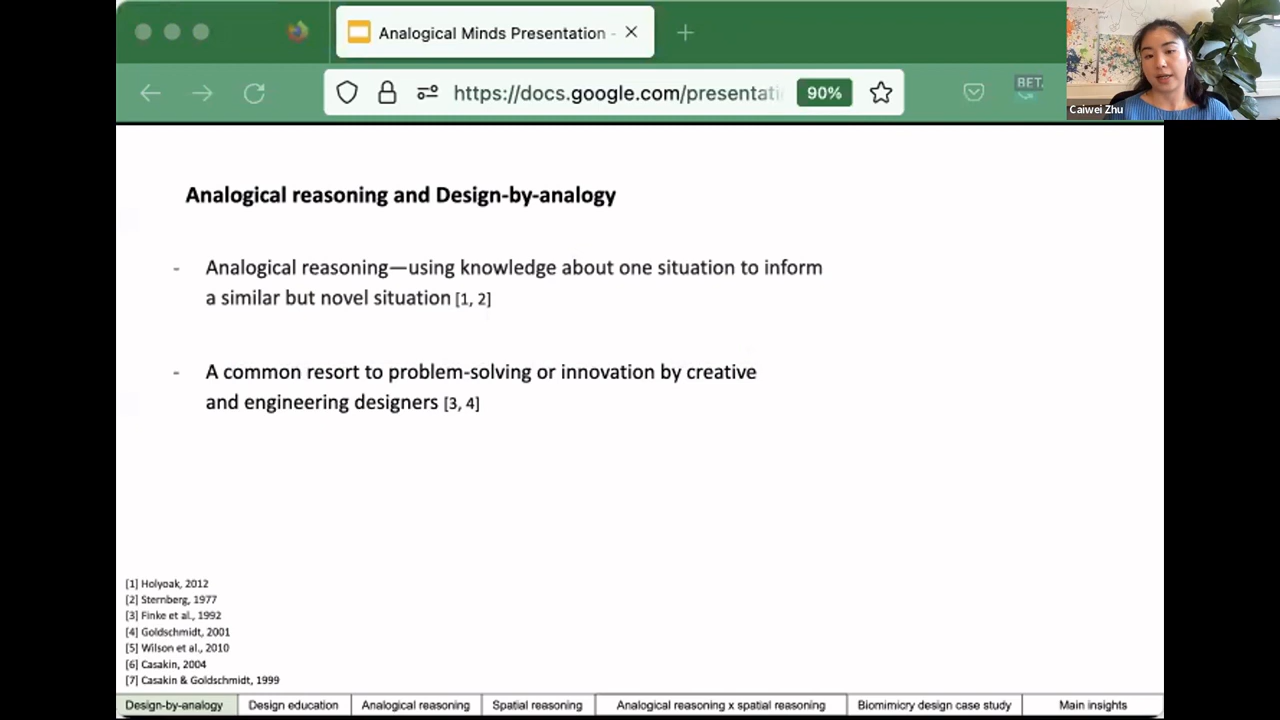 Analogical Minds Presentation -
https://docs.google.com/presentati
90%
BET
Caiwei Zhu
Analogical reasoning and Design-by-analogy
- Analogical reasoning—using knowledge about one situation to inform
a similar but novel situation [1, 2]
- A common resort to problem-solving or innovation by creative
and engineering designers [3, 4]
[1] Holyoak, 2012
[2] Sternberg, 1977
[3] Finke et al., 1992
[4] Goldschmidt, 2001
[5] Wilson et al., 2010
[6] Casakin, 2004
[7] Casakin & Goldschmidt, 1999
Design-by-analogy Design education Analogical reasoning Spatial reasoning Analogical reasoning x spatial reasoning Biomimicry design case study Main insights